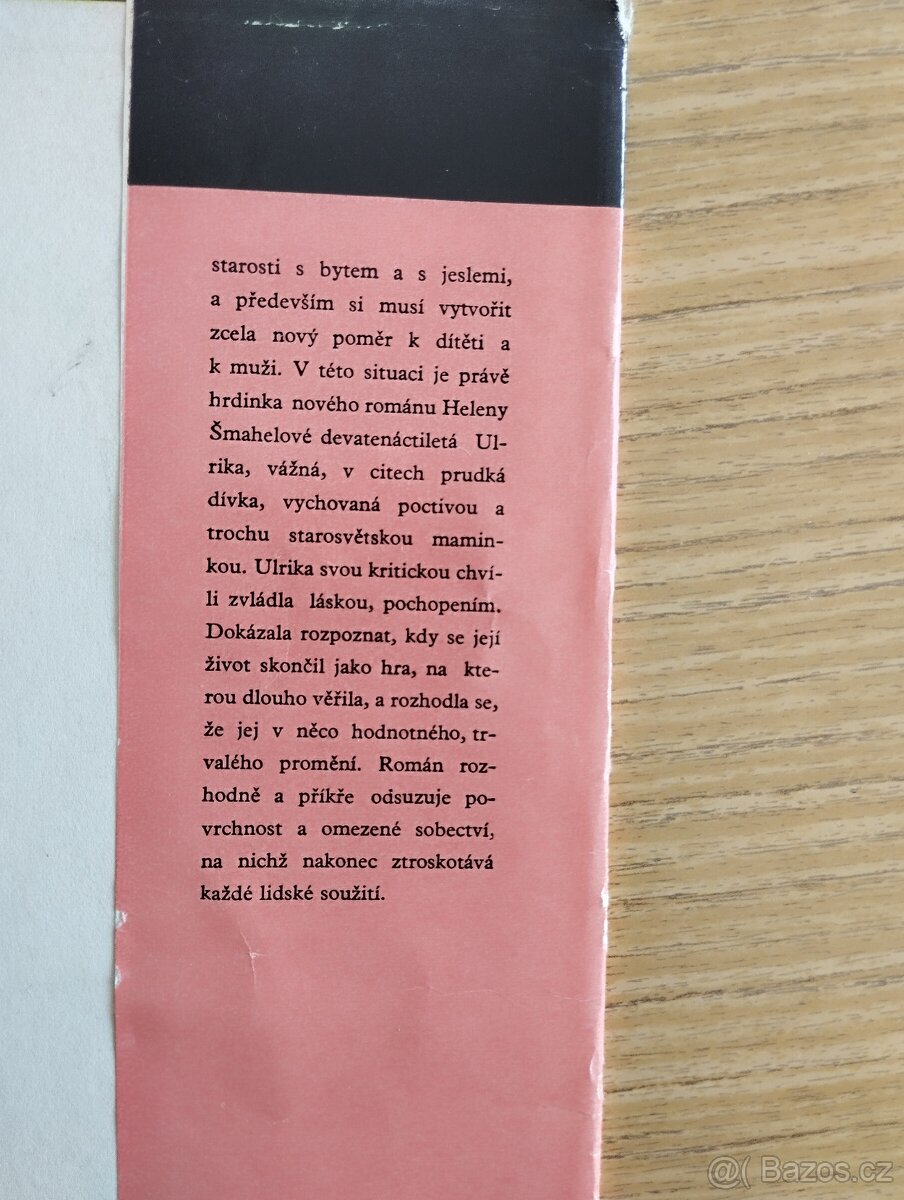 starosti s bytem a s jeslemi,
a především si musí vytvořit
zcela nový poměr k dítěti a
k muži. V této situaci je právě
hrdinka nového románu Heleny
Šmahelové devatenáctiletá Ul-
rika, vážná, v citech prudká
dívka, vychovaná poctivou a
trochu starosvětskou mamin-
kou. Ulrika svou kritickou chví-
li zvládla láskou, pochopením.
Dokázala rozpoznat, kdy se její
život skončil jako hra, na kte-
rou dlouho věřila, a rozhodla se,
že jej v něco hodnotného, tr-
valého promění. Román roz-
hodně a příkře odsuzuje po-
vrchnost a omezené sobectví,
na nichž nakonec ztroskotává
každé lidské soužití.
@( Bazos.cz